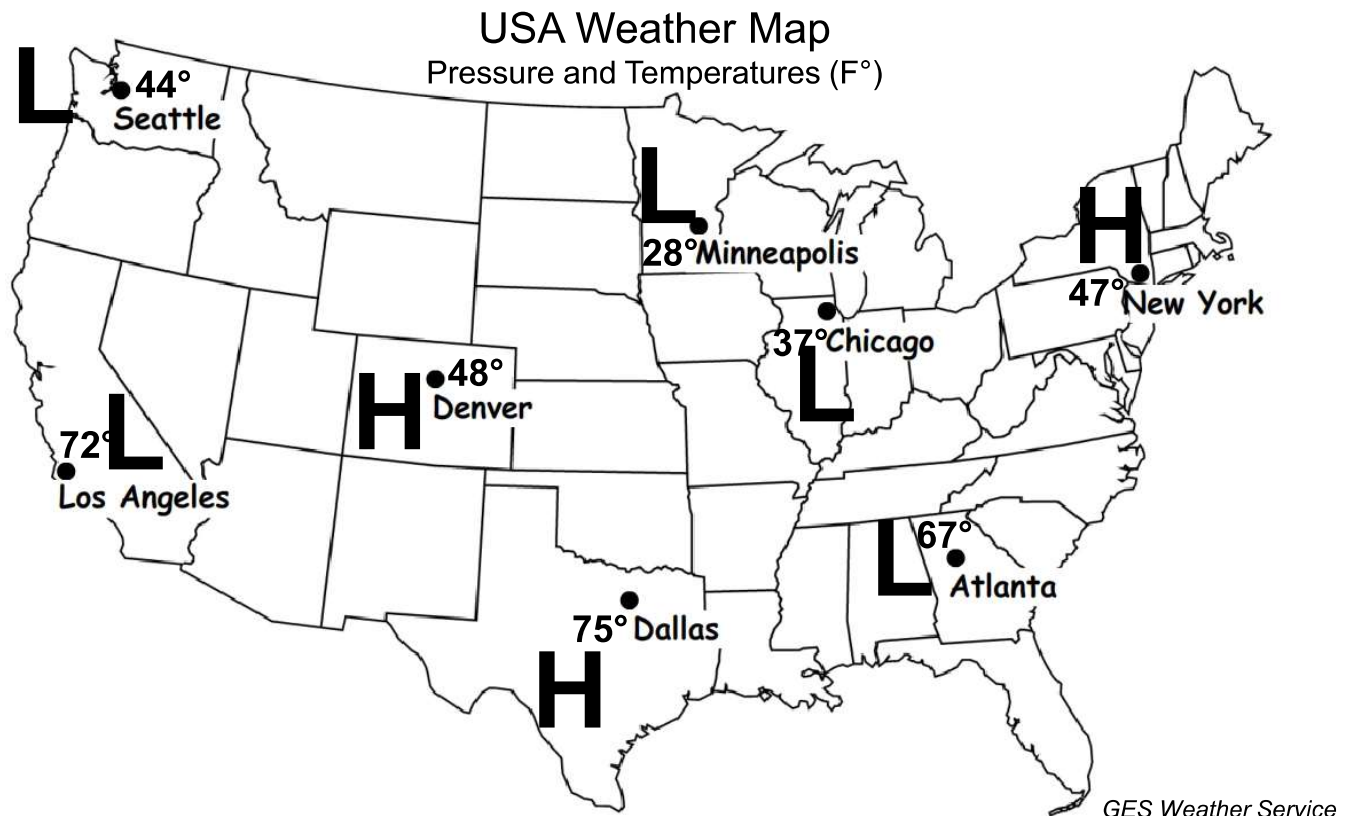 USA Weather Map
Pressure and Temperatures (F°)
L
44°
Seattle
L
28°Minneapolis
H
47°
New York
37°Chicago
L
48°
H
Denver
72°
L
Los Angeles
67°
L
Atlanta
75° Dallas
H
GES Weather Service